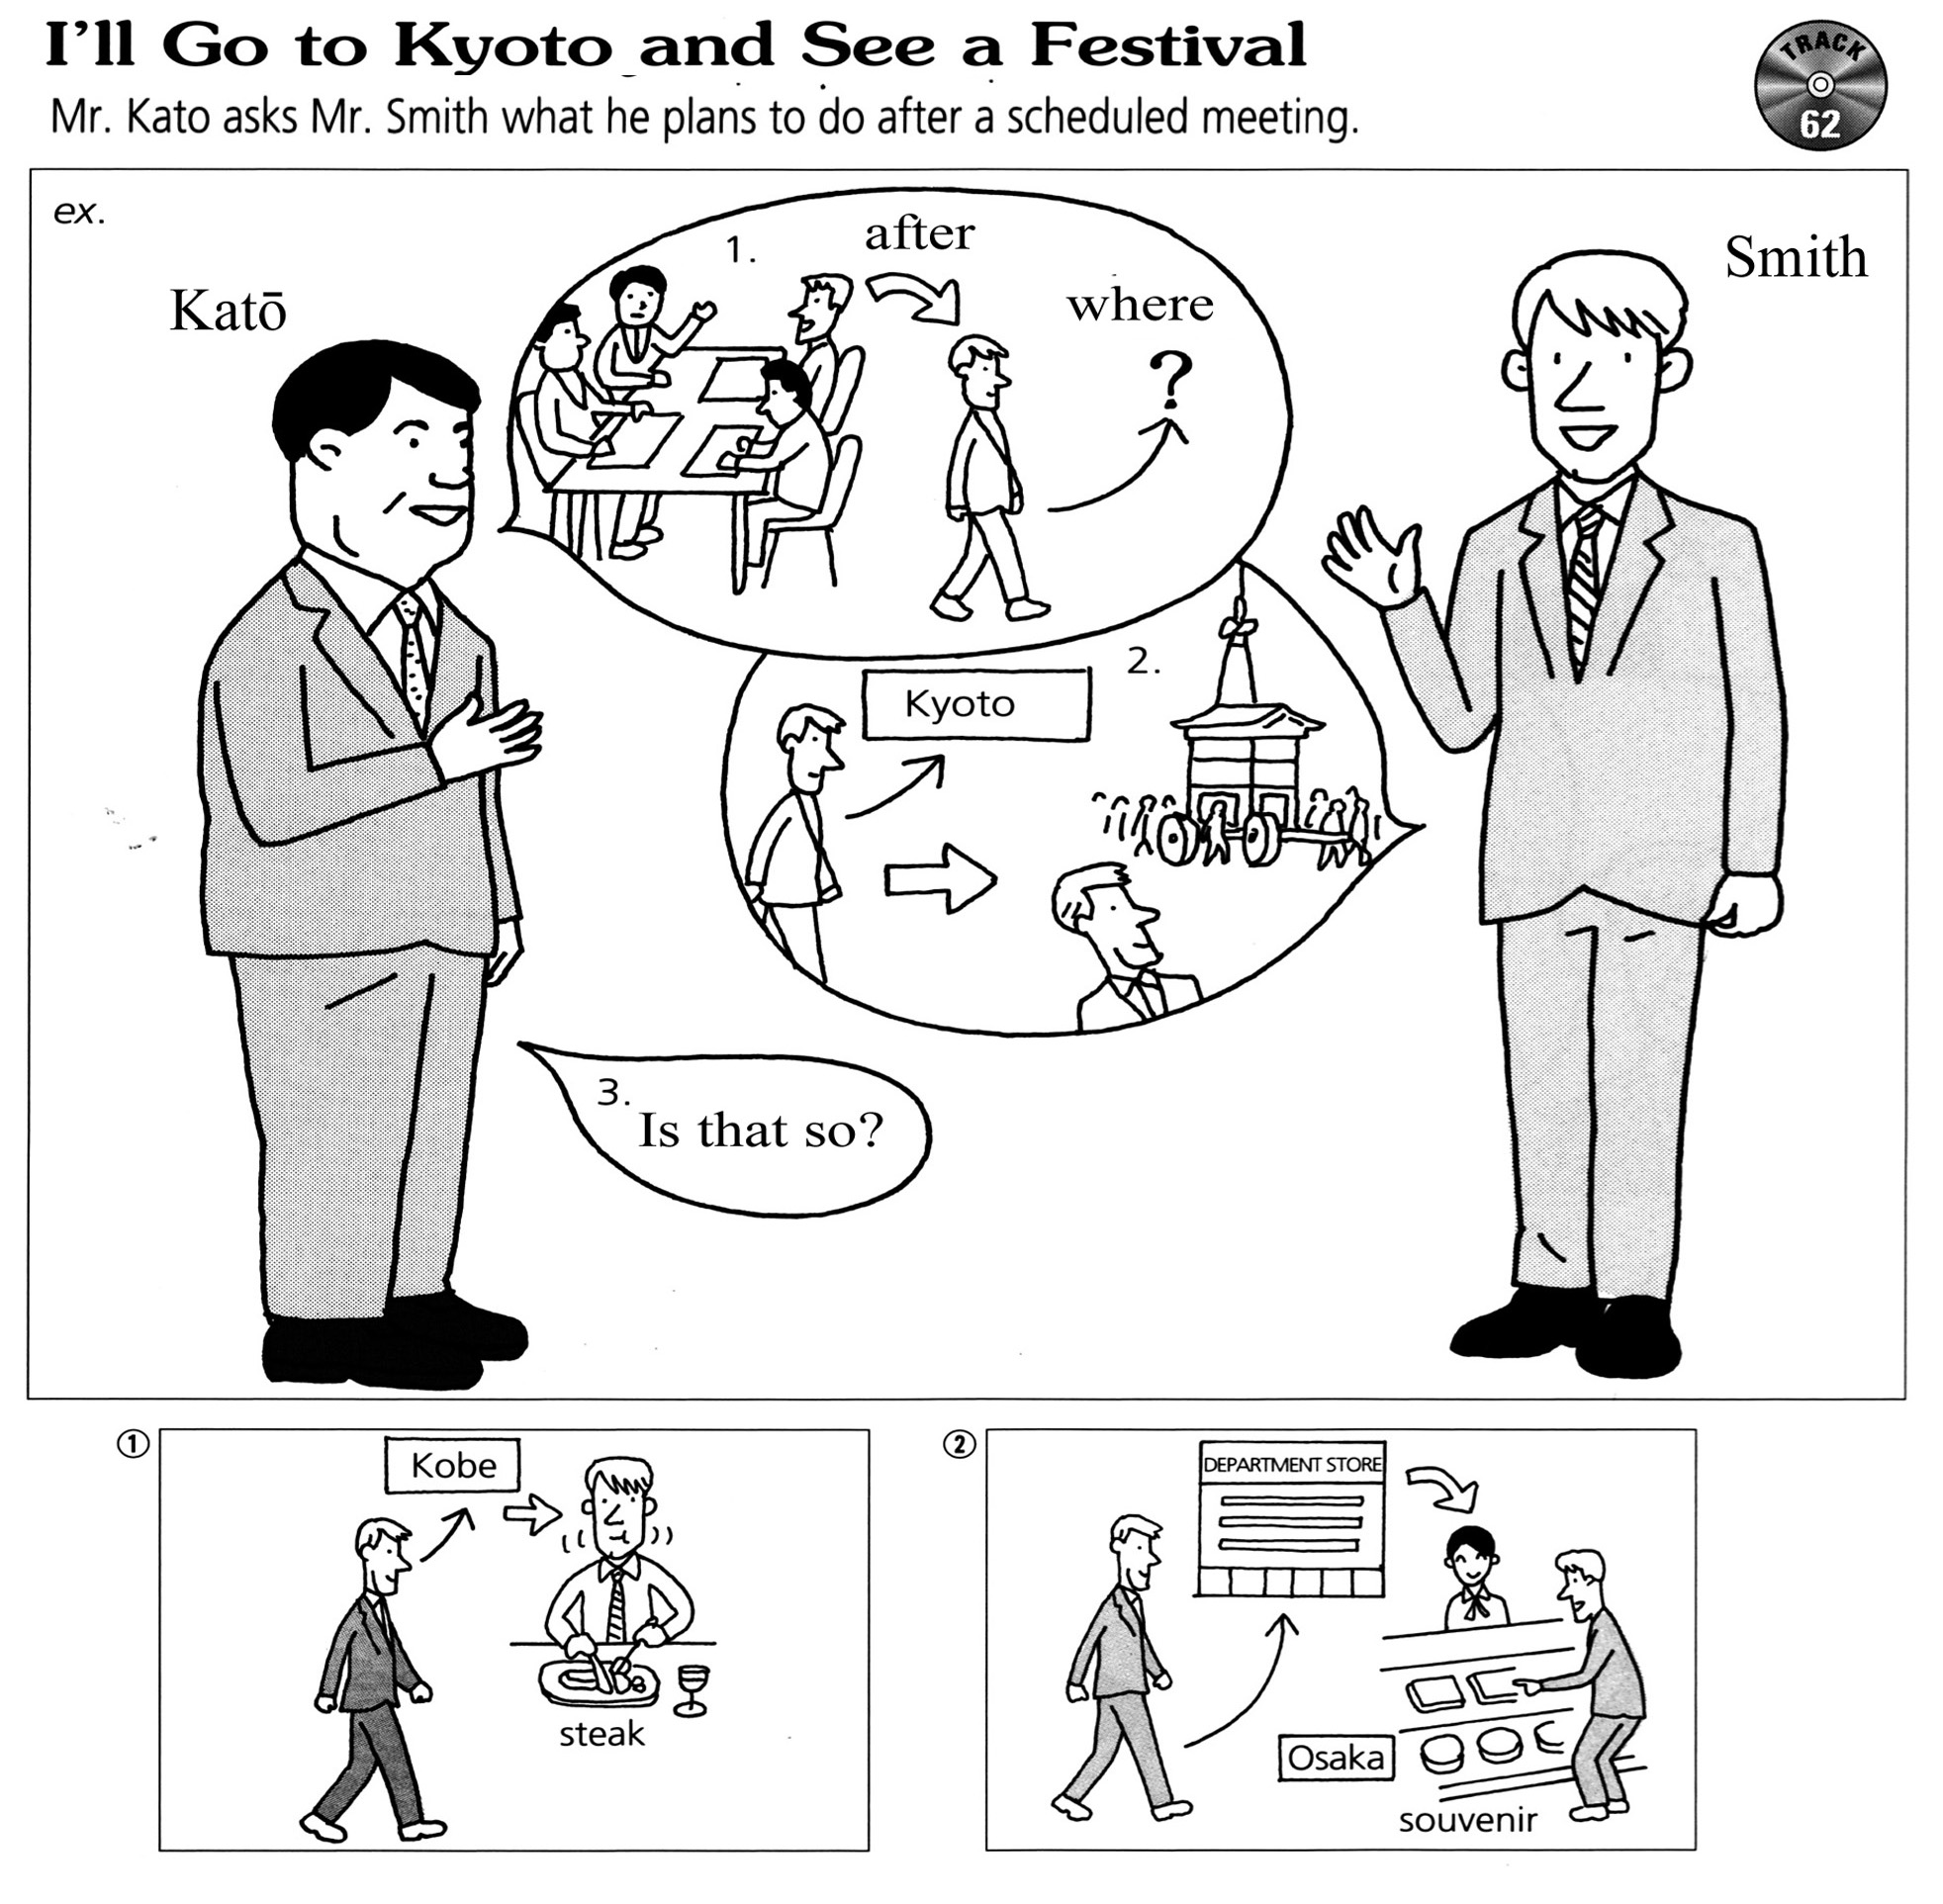 I'll Go to Kyoto and See a Festival
TRACK
62
Mr. Kato asks Mr. Smith what he plans to do after a scheduled meeting.
ex.
Katō
1.
after
where
?
Smith
2.
Kyoto
3.
Is that so?
①
Kobe
steak
②
DEPARTMENT STORE
Osaka
souvenir